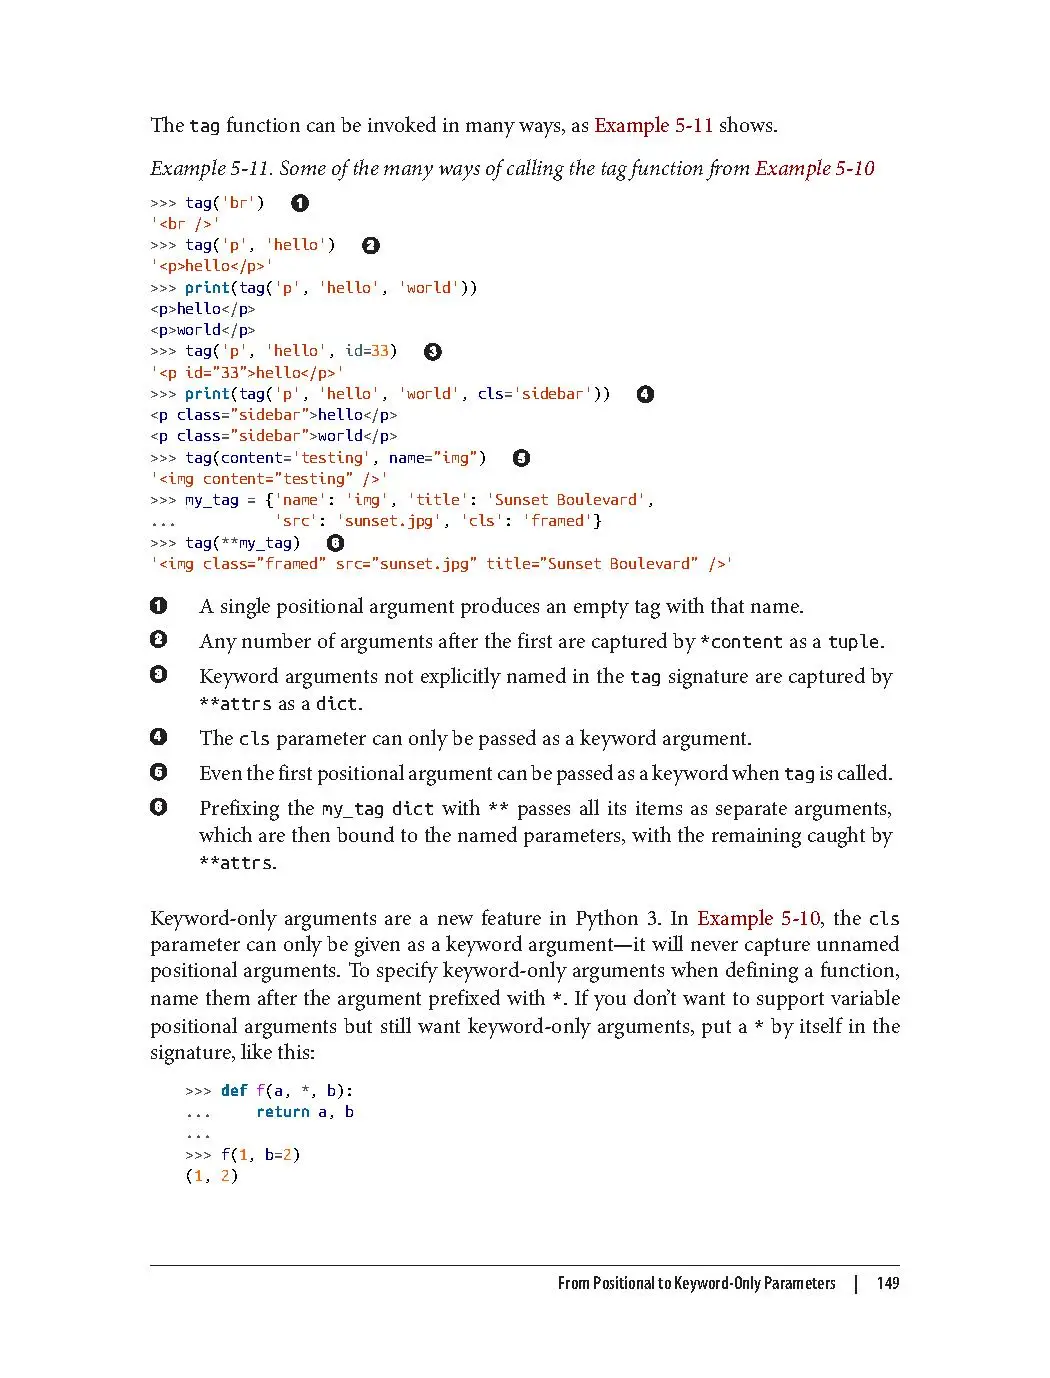 The tag function can be invoked in many ways, as Example 5-11 shows.
Example 5-11. Some of the many ways of calling the tag function from Example 5-10
>>> tag('br') ❶
'<br />'
>>> tag('p', 'hello') ❷
'<p>hello</p>'
>>> print(tag('p', 'hello', 'world'))
<p>hello</p>
<p>world</p>
>>> tag('p', 'hello', id=33) ❸
'<p id="33">hello</p>'
>>> print(tag('p', 'hello', 'world', cls='sidebar')) ❹
<p class="sidebar">hello</p>
<p class="sidebar">world</p>
>>> tag(content='testing', name="img") ❺
'<img content="testing" />'
>>> my_tag = {'name': 'img', 'title': 'Sunset Boulevard',
...           'src': 'sunset.jpg', 'cls': 'framed'}
>>> tag(**my_tag) ❻
'<img class="framed" src="sunset.jpg" title="Sunset Boulevard" />'
❶ A single positional argument produces an empty tag with that name.
❷ Any number of arguments after the first are captured by *content as a tuple.
❸ Keyword arguments not explicitly named in the tag signature are captured by
**attrs as a dict.
❹ The cls parameter can only be passed as a keyword argument.
❺ Even the first positional argument can be passed as a keyword when tag is called.
❻ Prefixing the my_tag dict with ** passes all its items as separate arguments,
which are then bound to the named parameters, with the remaining caught by
**attrs.
Keyword-only arguments are a new feature in Python 3. In Example 5-10, the cls
parameter can only be given as a keyword argument—it will never capture unnamed
positional arguments. To specify keyword-only arguments when defining a function,
name them after the argument prefixed with *. If you don't want to support variable
positional arguments but still want keyword-only arguments, put a * by itself in the
signature, like this:
>>> def f(a, *, b):
...     return a, b
...
>>> f(1, b=2)
(1, 2)
From Positional to Keyword-Only Parameters | 149